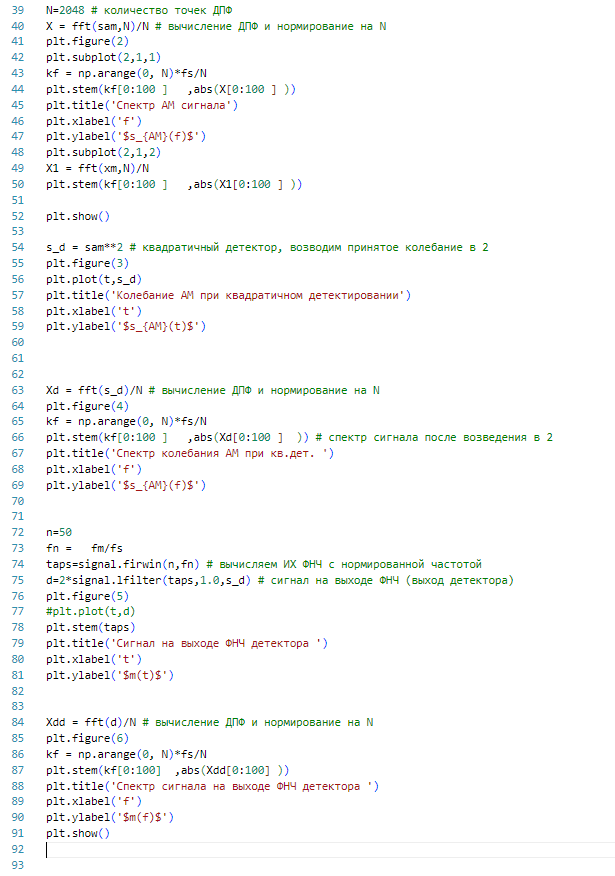 39 N=2048 # количество точек ДПФ
40 X = fft(sam,N)/N # вычисление ДПФ и нормирование на N
41 plt.figure(2)
42 plt.subplot(2,1,1)
43 kf = np.arange(0, N)*fs/N
44 plt.stem(kf[0:100 ]   ,abs(X[0:100 ] ))
45 plt.title('Спектр АМ сигнала')
46 plt.xlabel('f')
47 plt.ylabel('$s_{AM}(f)$')
48 plt.subplot(2,1,2)
49 X1 = fft(xm,N)/N
50 plt.stem(kf[0:100 ]   ,abs(X1[0:100 ] ))
51
52 plt.show()
53
54 s_d = sam**2 # квадратичный детектор, возводим принятое колебание в 2
55 plt.figure(3)
56 plt.plot(t,s_d)
57 plt.title('Колебание АМ при квадратичном детектировании')
58 plt.xlabel('t')
59 plt.ylabel('$s_{AM}(t)$')
60
61
62
63 Xd = fft(s_d)/N # вычисление ДПФ и нормирование на N
64 plt.figure(4)
65 kf = np.arange(0, N)*fs/N
66 plt.stem(kf[0:100 ]   ,abs(Xd[0:100 ]  )) # спектр сигнала после возведения в 2
67 plt.title('Спектр колебания АМ при кв.дет. ')
68 plt.xlabel('f')
69 plt.ylabel('$s_{AM}(f)$')
70
71
72 n=50
73 fn =   fm/fs
74 taps=signal.firwin(n,fn) # вычисляем ИХ ФНЧ с нормированной частотой
75 d=2*signal.lfilter(taps,1.0,s_d) # сигнал на выходе ФНЧ (выход детектора)
76 plt.figure(5)
77 #plt.plot(t,d)
78 plt.stem(taps)
79 plt.title('Сигнал на выходе ФНЧ детектора ')
80 plt.xlabel('t')
81 plt.ylabel('$m(t)$')
82
83
84 Xdd = fft(d)/N # вычисление ДПФ и нормирование на N
85 plt.figure(6)
86 kf = np.arange(0, N)*fs/N
87 plt.stem(kf[0:100]  ,abs(Xdd[0:100] ))
88 plt.title('Спектр сигнала на выходе ФНЧ детектора ')
89 plt.xlabel('f')
90 plt.ylabel('$m(f)$')
91 plt.show()
92
93